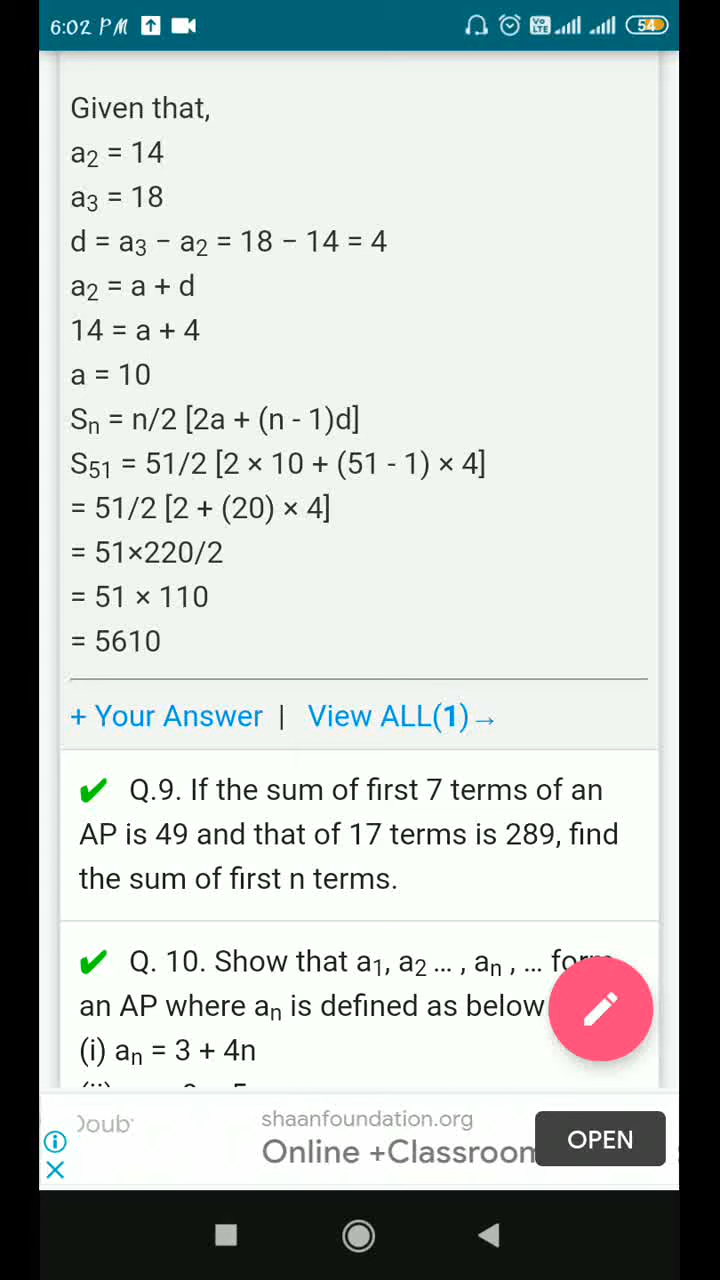 6:02 PM 54
Given that,
a₂ = 14
a₃ = 18
d = a₃ − a₂ = 18 − 14 = 4
a₂ = a + d
14 = a + 4
a = 10
Sₙ = n/2 [2a + (n - 1)d]
S₅₁ = 51/2 [2 × 10 + (51 - 1) × 4]
= 51/2 [2 + (20) × 4]
= 51×220/2
= 51 × 110
= 5610
+ Your Answer | View ALL(1)→
✔ Q.9. If the sum of first 7 terms of an
AP is 49 and that of 17 terms is 289, find
the sum of first n terms.
✔ Q. 10. Show that a₁, a₂ ... , aₙ , ... form
an AP where aₙ is defined as below
(i) aₙ = 3 + 4n
shaanfoundation.org
Online +Classroom
OPEN